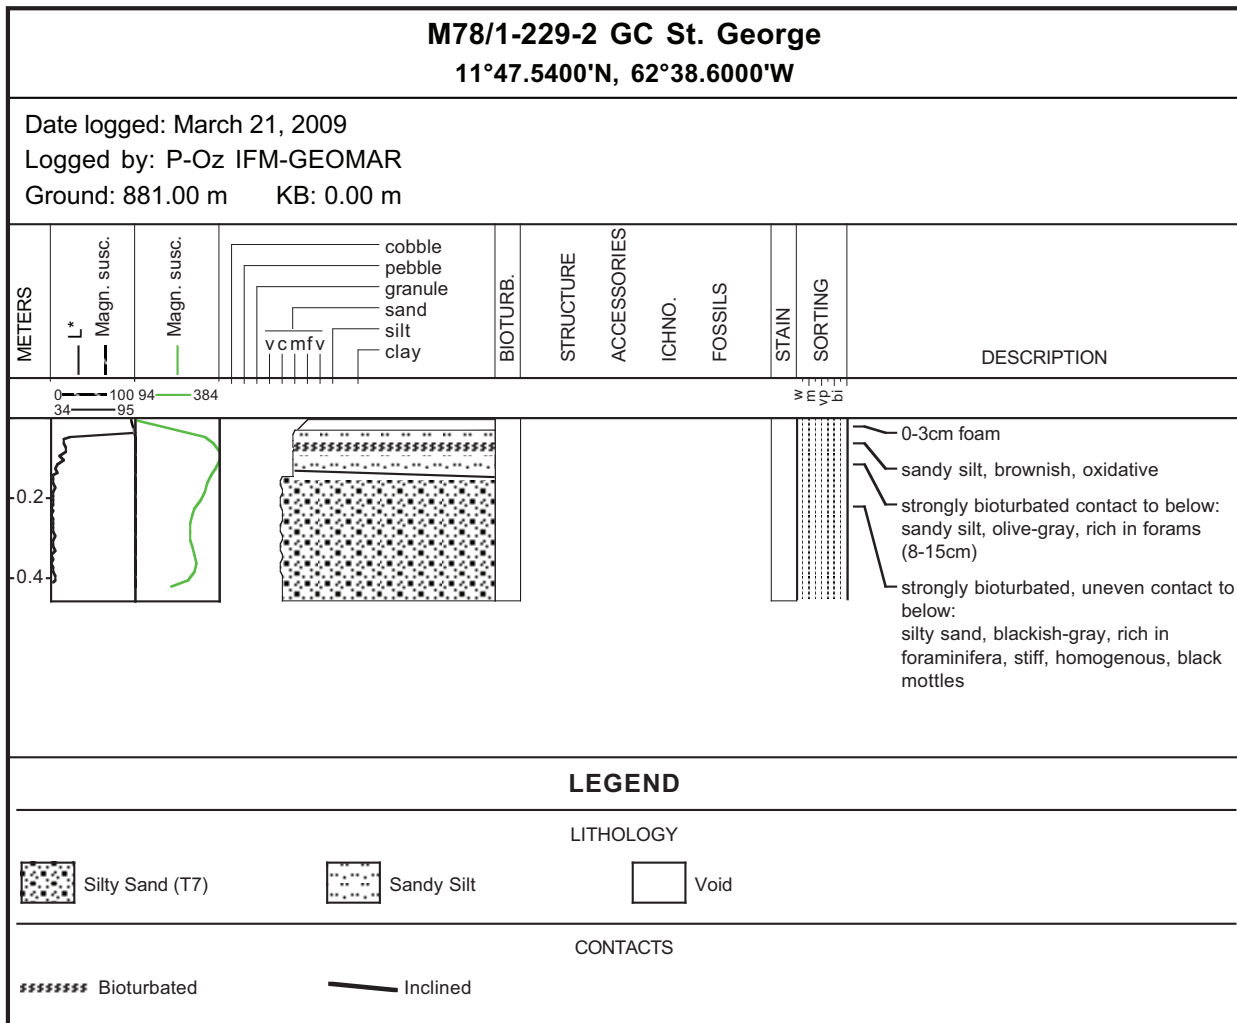 M78/1-229-2 GC St. George
11°47.5400'N, 62°38.6000'W
Date logged: March 21, 2009
Logged by: P-Oz IFM-GEOMAR
Ground: 881.00 m KB: 0.00 m
METERS
L*
Magn. susc.
Magn. susc.
cobble
pebble
granule
sand
silt
clay
v c m f v
BIOTURB.
STRUCTURE
ACCESSORIES
ICHNO.
FOSSILS
STAIN
SORTING
DESCRIPTION
0 100 94 384
34 95
w
m
vp
bi
0.2
0.4
0-3cm foam
sandy silt, brownish, oxidative
strongly bioturbated contact to below:
sandy silt, olive-gray, rich in forams
(8-15cm)
strongly bioturbated, uneven contact to
below:
silty sand, blackish-gray, rich in
foraminifera, stiff, homogenous, black
mottles
LEGEND
LITHOLOGY
Silty Sand (T7) Sandy Silt Void
CONTACTS
Bioturbated Inclined